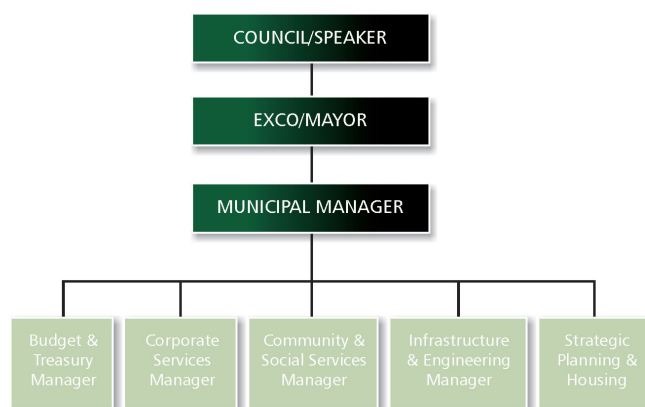 COUNCIL/SPEAKER
EXCO/MAYOR
MUNICIPAL MANAGER
Budget &
Treasury
Manager
Corporate
Services
Manager
Community &
Social Services
Manager
Infrastructure
& Engineering
Manager
Strategic
Planning &
Housing